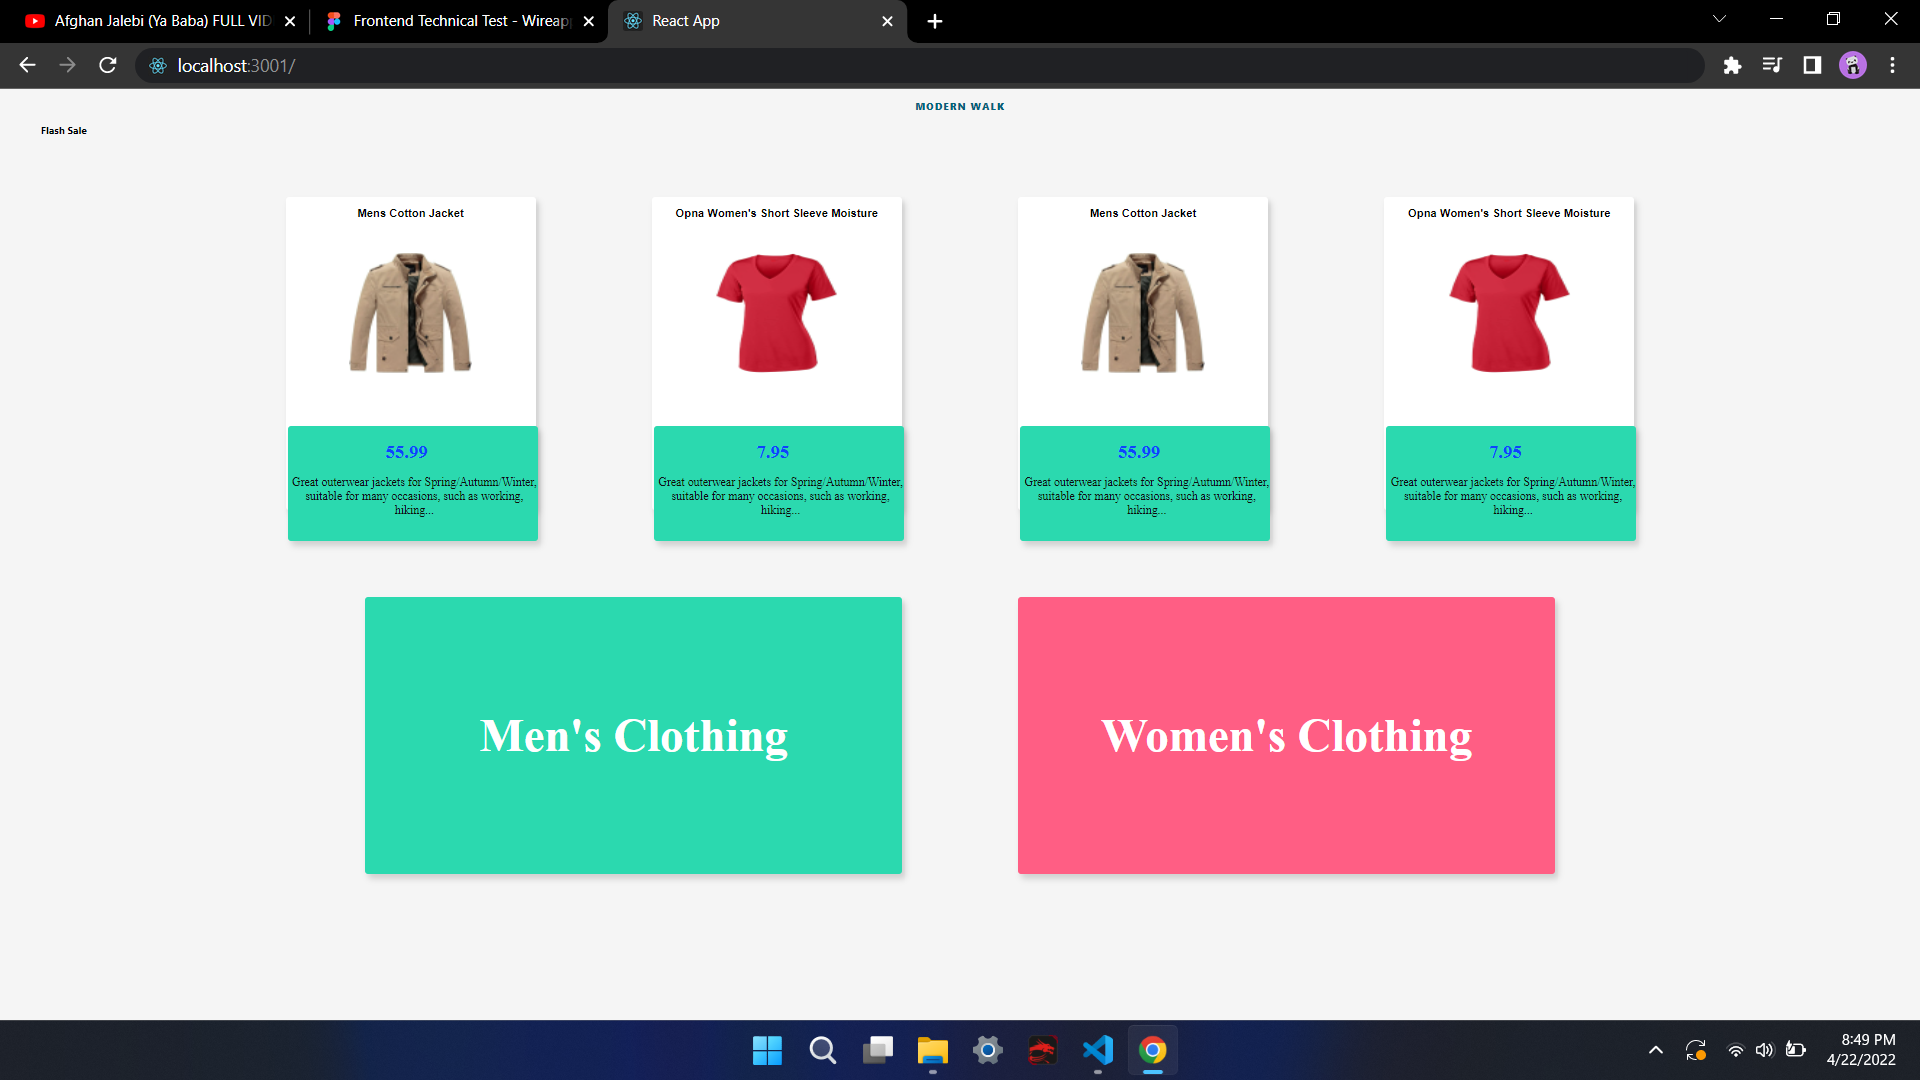 Afghan Jalebi (Ya Baba) FULL VID
Frontend Technical Test - Wireapp
React App
localhost:3001/
MODERN WALK
Flash Sale
Mens Cotton Jacket
Opna Women's Short Sleeve Moisture
Mens Cotton Jacket
Opna Women's Short Sleeve Moisture
55.99
Great outerwear jackets for Spring/Autumn/Winter,
suitable for many occasions, such as working,
hiking...
7.95
Great outerwear jackets for Spring/Autumn/Winter,
suitable for many occasions, such as working,
hiking...
55.99
Great outerwear jackets for Spring/Autumn/Winter,
suitable for many occasions, such as working,
hiking...
7.95
Great outerwear jackets for Spring/Autumn/Winter,
suitable for many occasions, such as working,
hiking...
Men's Clothing
Women's Clothing
8:49 PM
4/22/2022